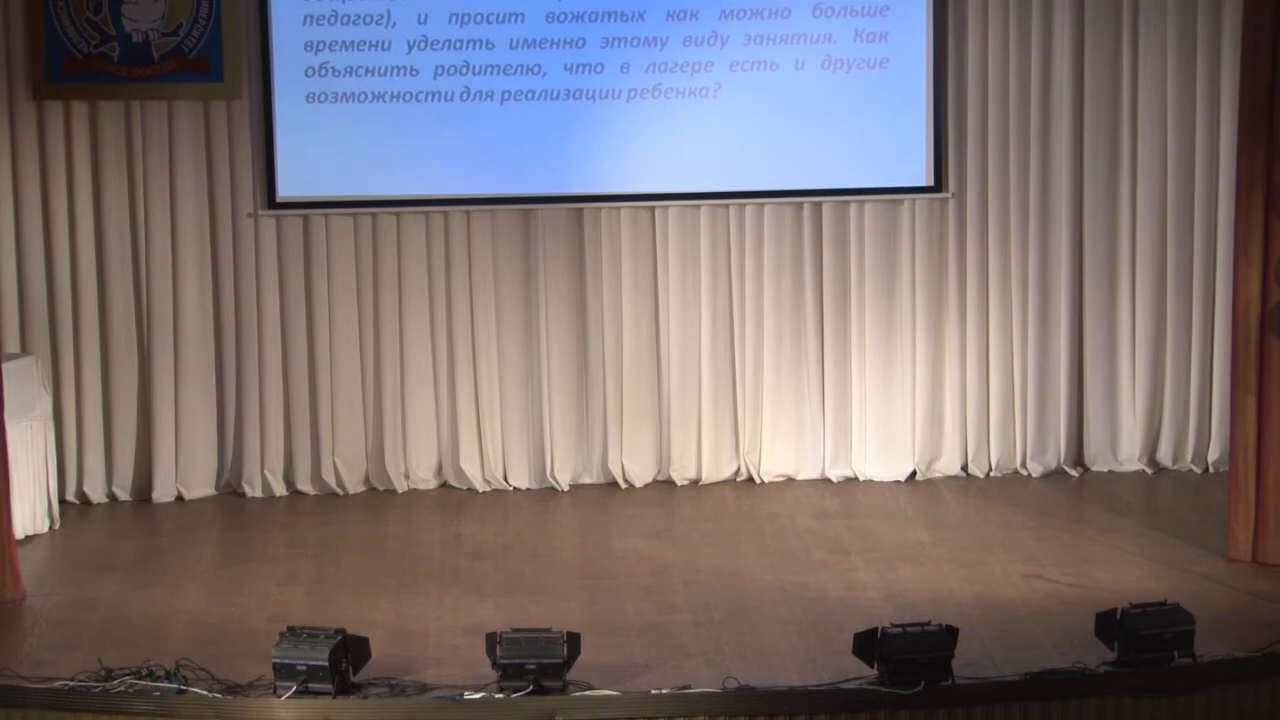 педагог), и просит вожатых как можно больше
времени уделать именно этому виду занятия. Как
объяснить родителю, что в лагере есть и другие
возможности для реализации ребенка?